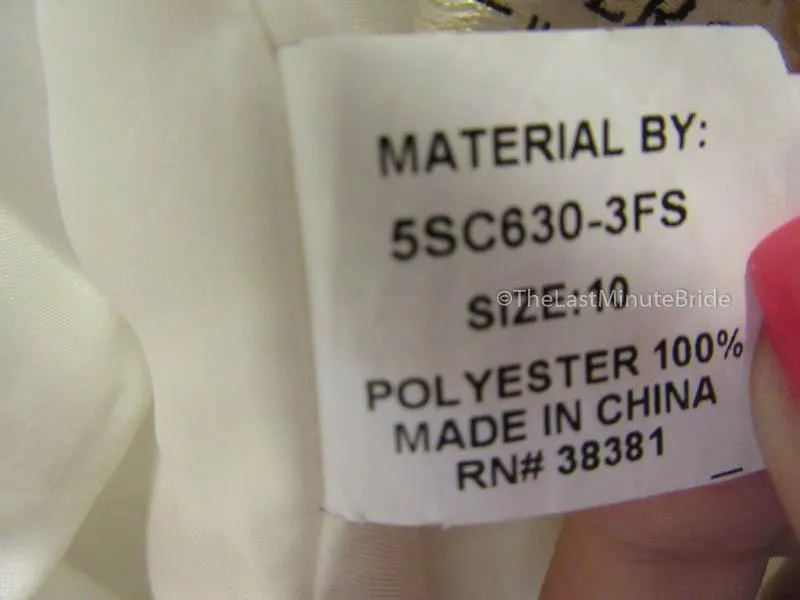 MATERIAL BY:
5SC630-3FS
SIZE:10
©TheLastMinuteBride
POLYESTER 100%
MADE IN CHINA
RN# 38381